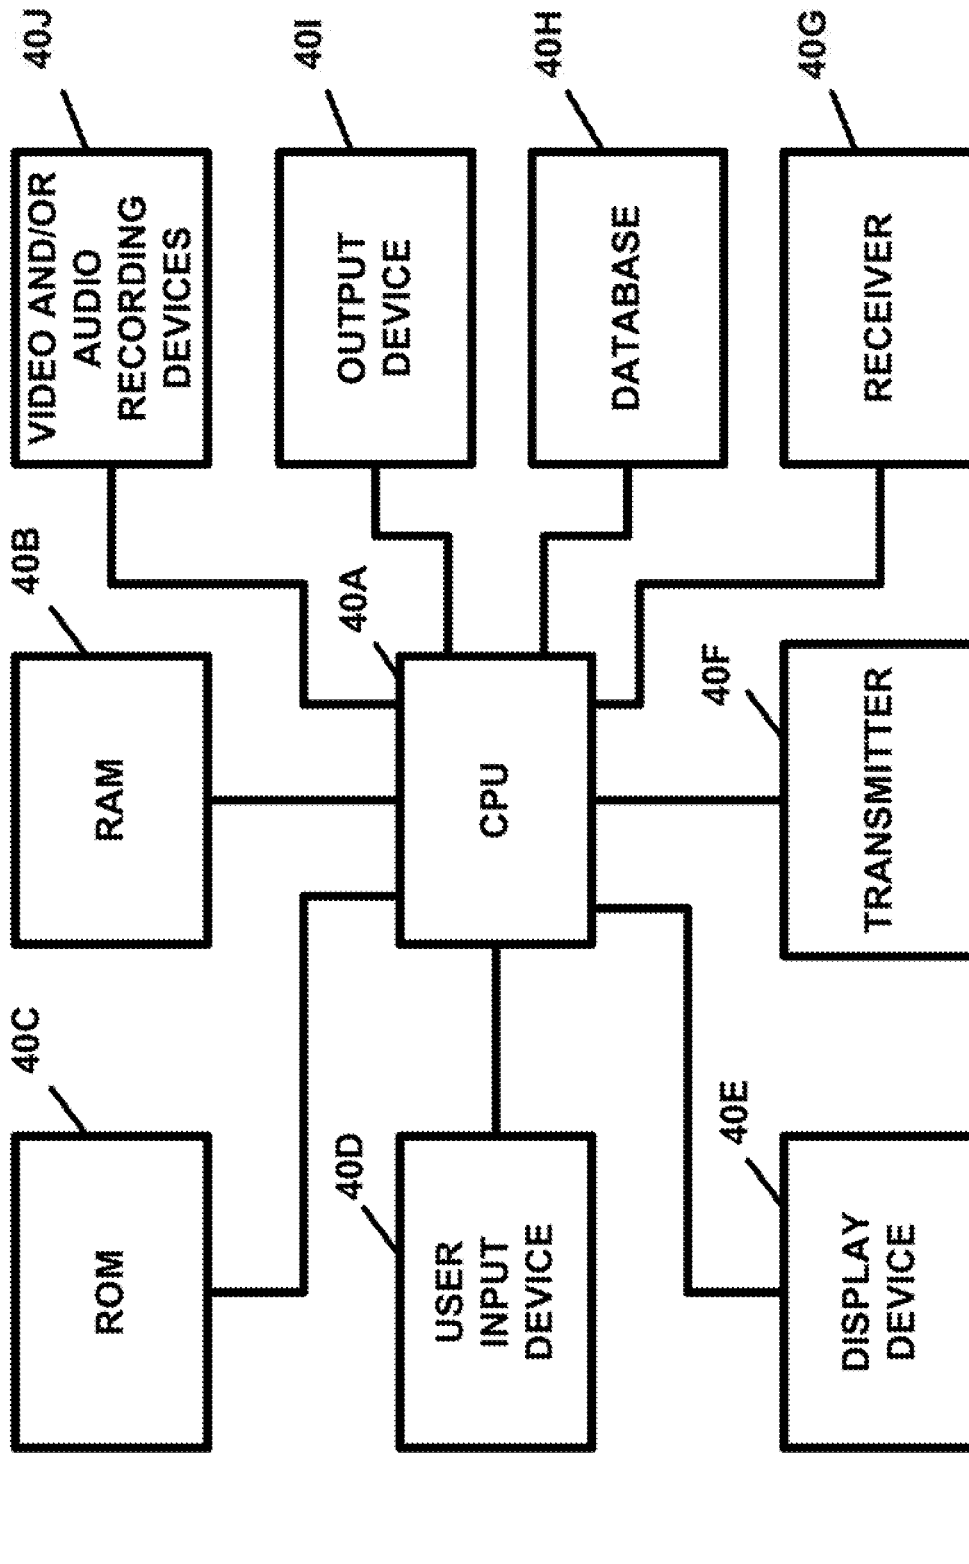 40C
ROM
40B
RAM
40J
VIDEO AND/OR
AUDIO
RECORDING
DEVICES
40D
USER
INPUT
DEVICE
40A
CPU
40I
OUTPUT
DEVICE
40H
DATABASE
40E
DISPLAY
DEVICE
40F
TRANSMITTER
40G
RECEIVER